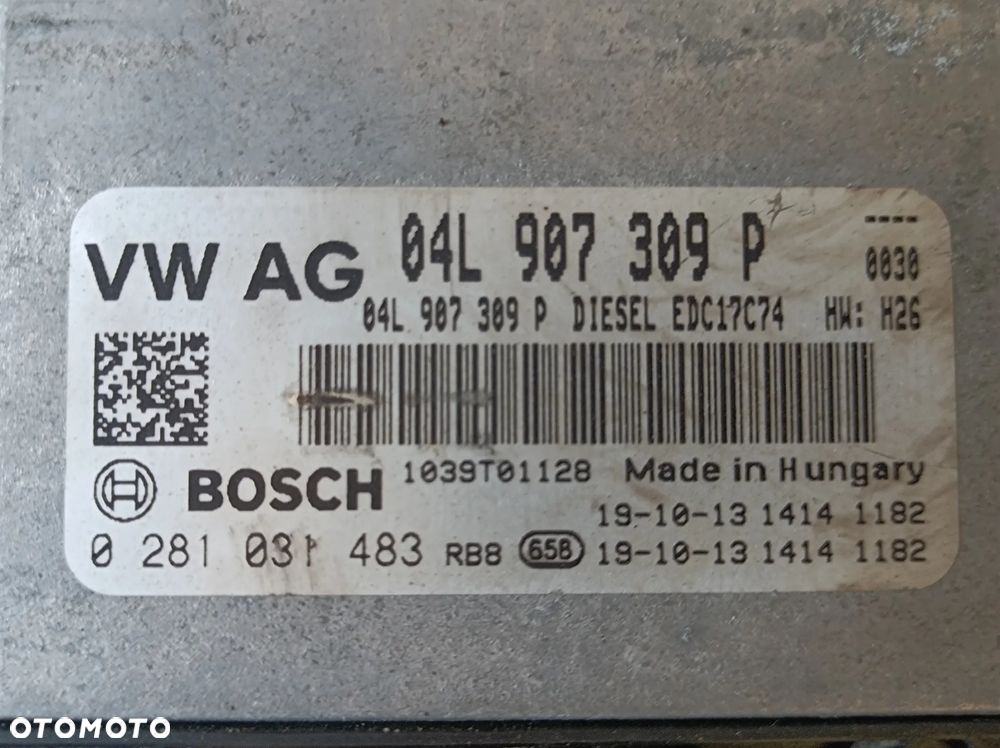 VW AG 04L 907 309 P ----
0030
04L 907 309 P DIESEL EDC17C74 HW: H26
BOSCH 1039T01128 Made in Hungary
19-10-13 1414 1182
0 281 031 483 RB8 658 19-10-13 1414 1182
OTOMOTO